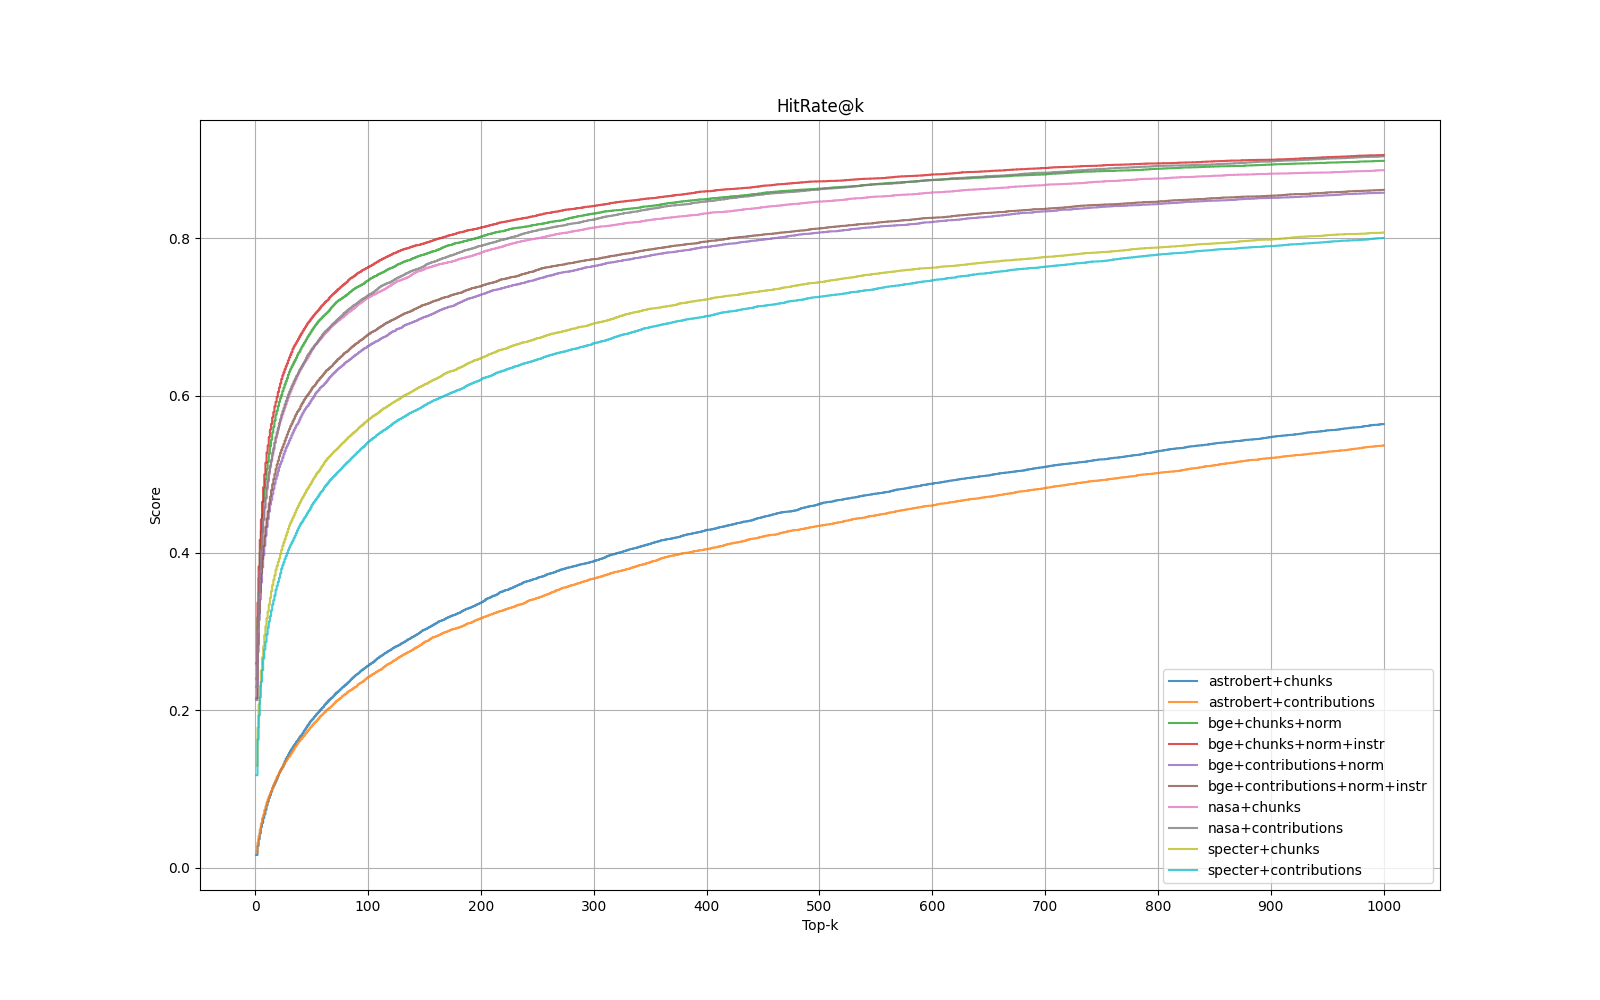 HitRate@k
Score
0.8
0.6
0.4
0.2
0.0
0 100 200 300 400 500 600 700 800 900 1000
Top-k
astrobert+chunks
astrobert+contributions
bge+chunks+norm
bge+chunks+norm+instr
bge+contributions+norm
bge+contributions+norm+instr
nasa+chunks
nasa+contributions
specter+chunks
specter+contributions